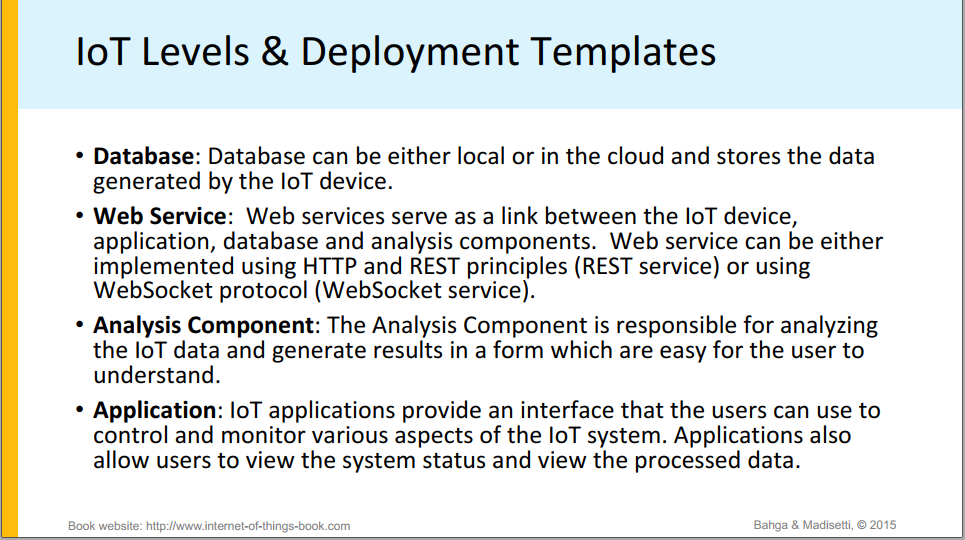 IoT Levels & Deployment Templates
• Database: Database can be either local or in the cloud and stores the data
generated by the IoT device.
• Web Service:  Web services serve as a link between the IoT device,
application, database and analysis components.  Web service can be either
implemented using HTTP and REST principles (REST service) or using
WebSocket protocol (WebSocket service).
• Analysis Component: The Analysis Component is responsible for analyzing
the IoT data and generate results in a form which are easy for the user to
understand.
• Application: IoT applications provide an interface that the users can use to
control and monitor various aspects of the IoT system. Applications also
allow users to view the system status and view the processed data.
Book website: http://www.internet-of-things-book.com
Bahga & Madisetti, © 2015